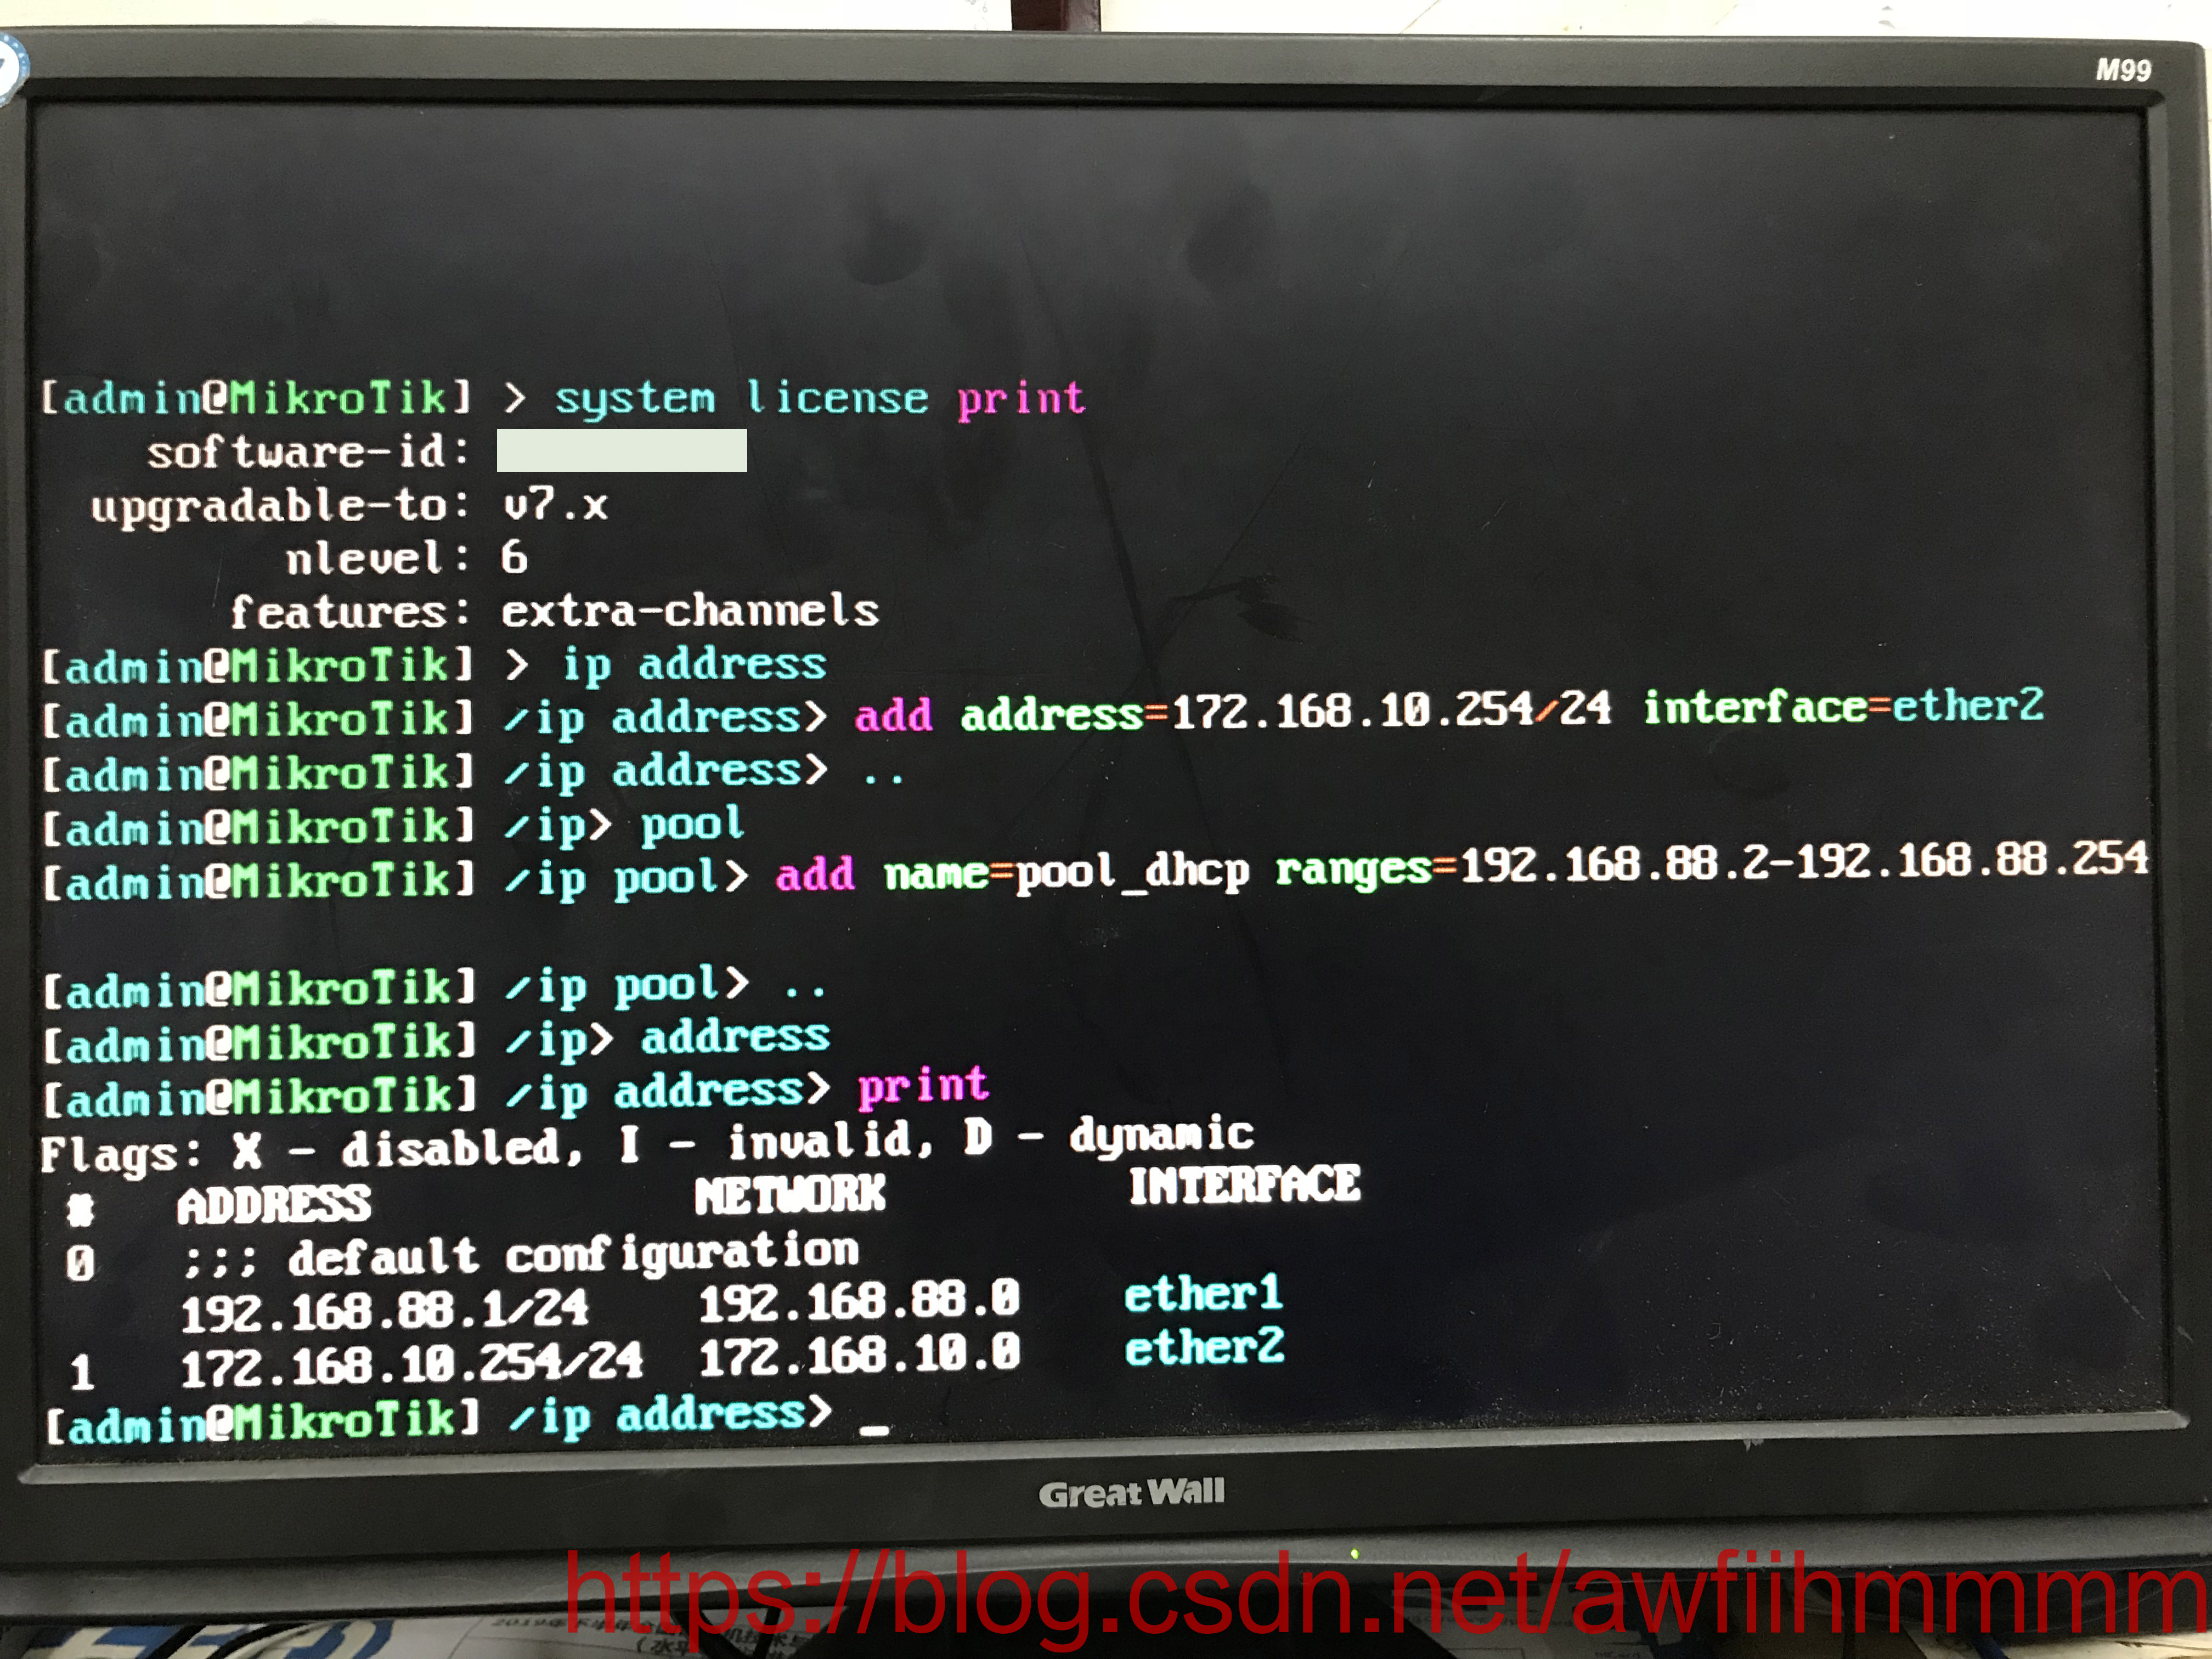 M99
[admin@MikroTik] > system license print
software-id:
upgradable-to: v7.x
nlevel: 6
features: extra-channels
[admin@MikroTik] > ip address
[admin@MikroTik] /ip address> add address=172.168.10.254/24 interface=ether2
[admin@MikroTik] /ip address> ..
[admin@MikroTik] /ip> pool
[admin@MikroTik] /ip pool> add name=pool_dhcp ranges=192.168.88.2-192.168.88.254
[admin@MikroTik] /ip pool> ..
[admin@MikroTik] /ip> address
[admin@MikroTik] /ip address> print
Flags: X - disabled, I - invalid, D - dynamic
# ADDRESS NETWORK INTERFACE
0 ;;; default configuration
192.168.88.1/24 192.168.88.0 ether1
1 172.168.10.254/24 172.168.10.0 ether2
[admin@MikroTik] /ip address> _
Great Wall
https://blog.csdn.net/awfiihmmmm